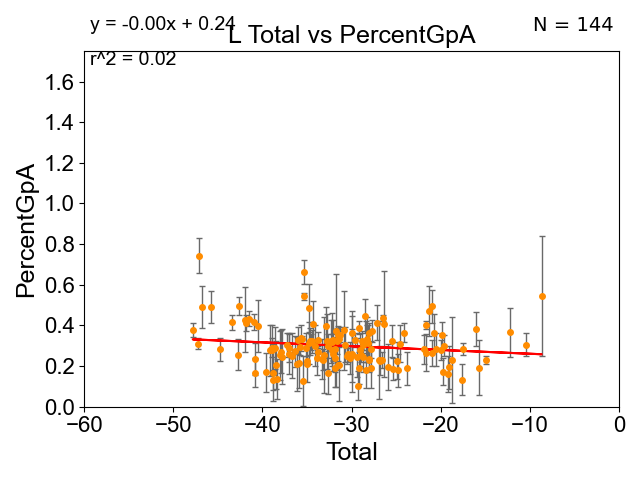 y = -0.00x + 0.24
N = 144
L Total vs PercentGpA
r^2 = 0.02
PercentGpA
1.6
1.4
1.2
1.0
0.8
0.6
0.4
0.2
0.0
−60
−50
−40
−30
−20
−10
0
Total